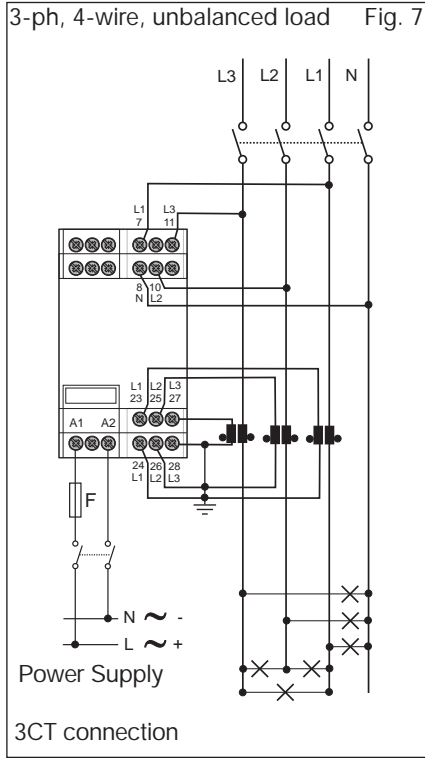 3-ph, 4-wire, unbalanced load Fig. 7
L3 L2 L1 N
L1 L3
7 11
8 10
N L2
L1 L2 L3
23 25 27
A1 A2
24 26 28
L1 L2 L3
F
N ~ -
L ~ +
Power Supply
3CT connection